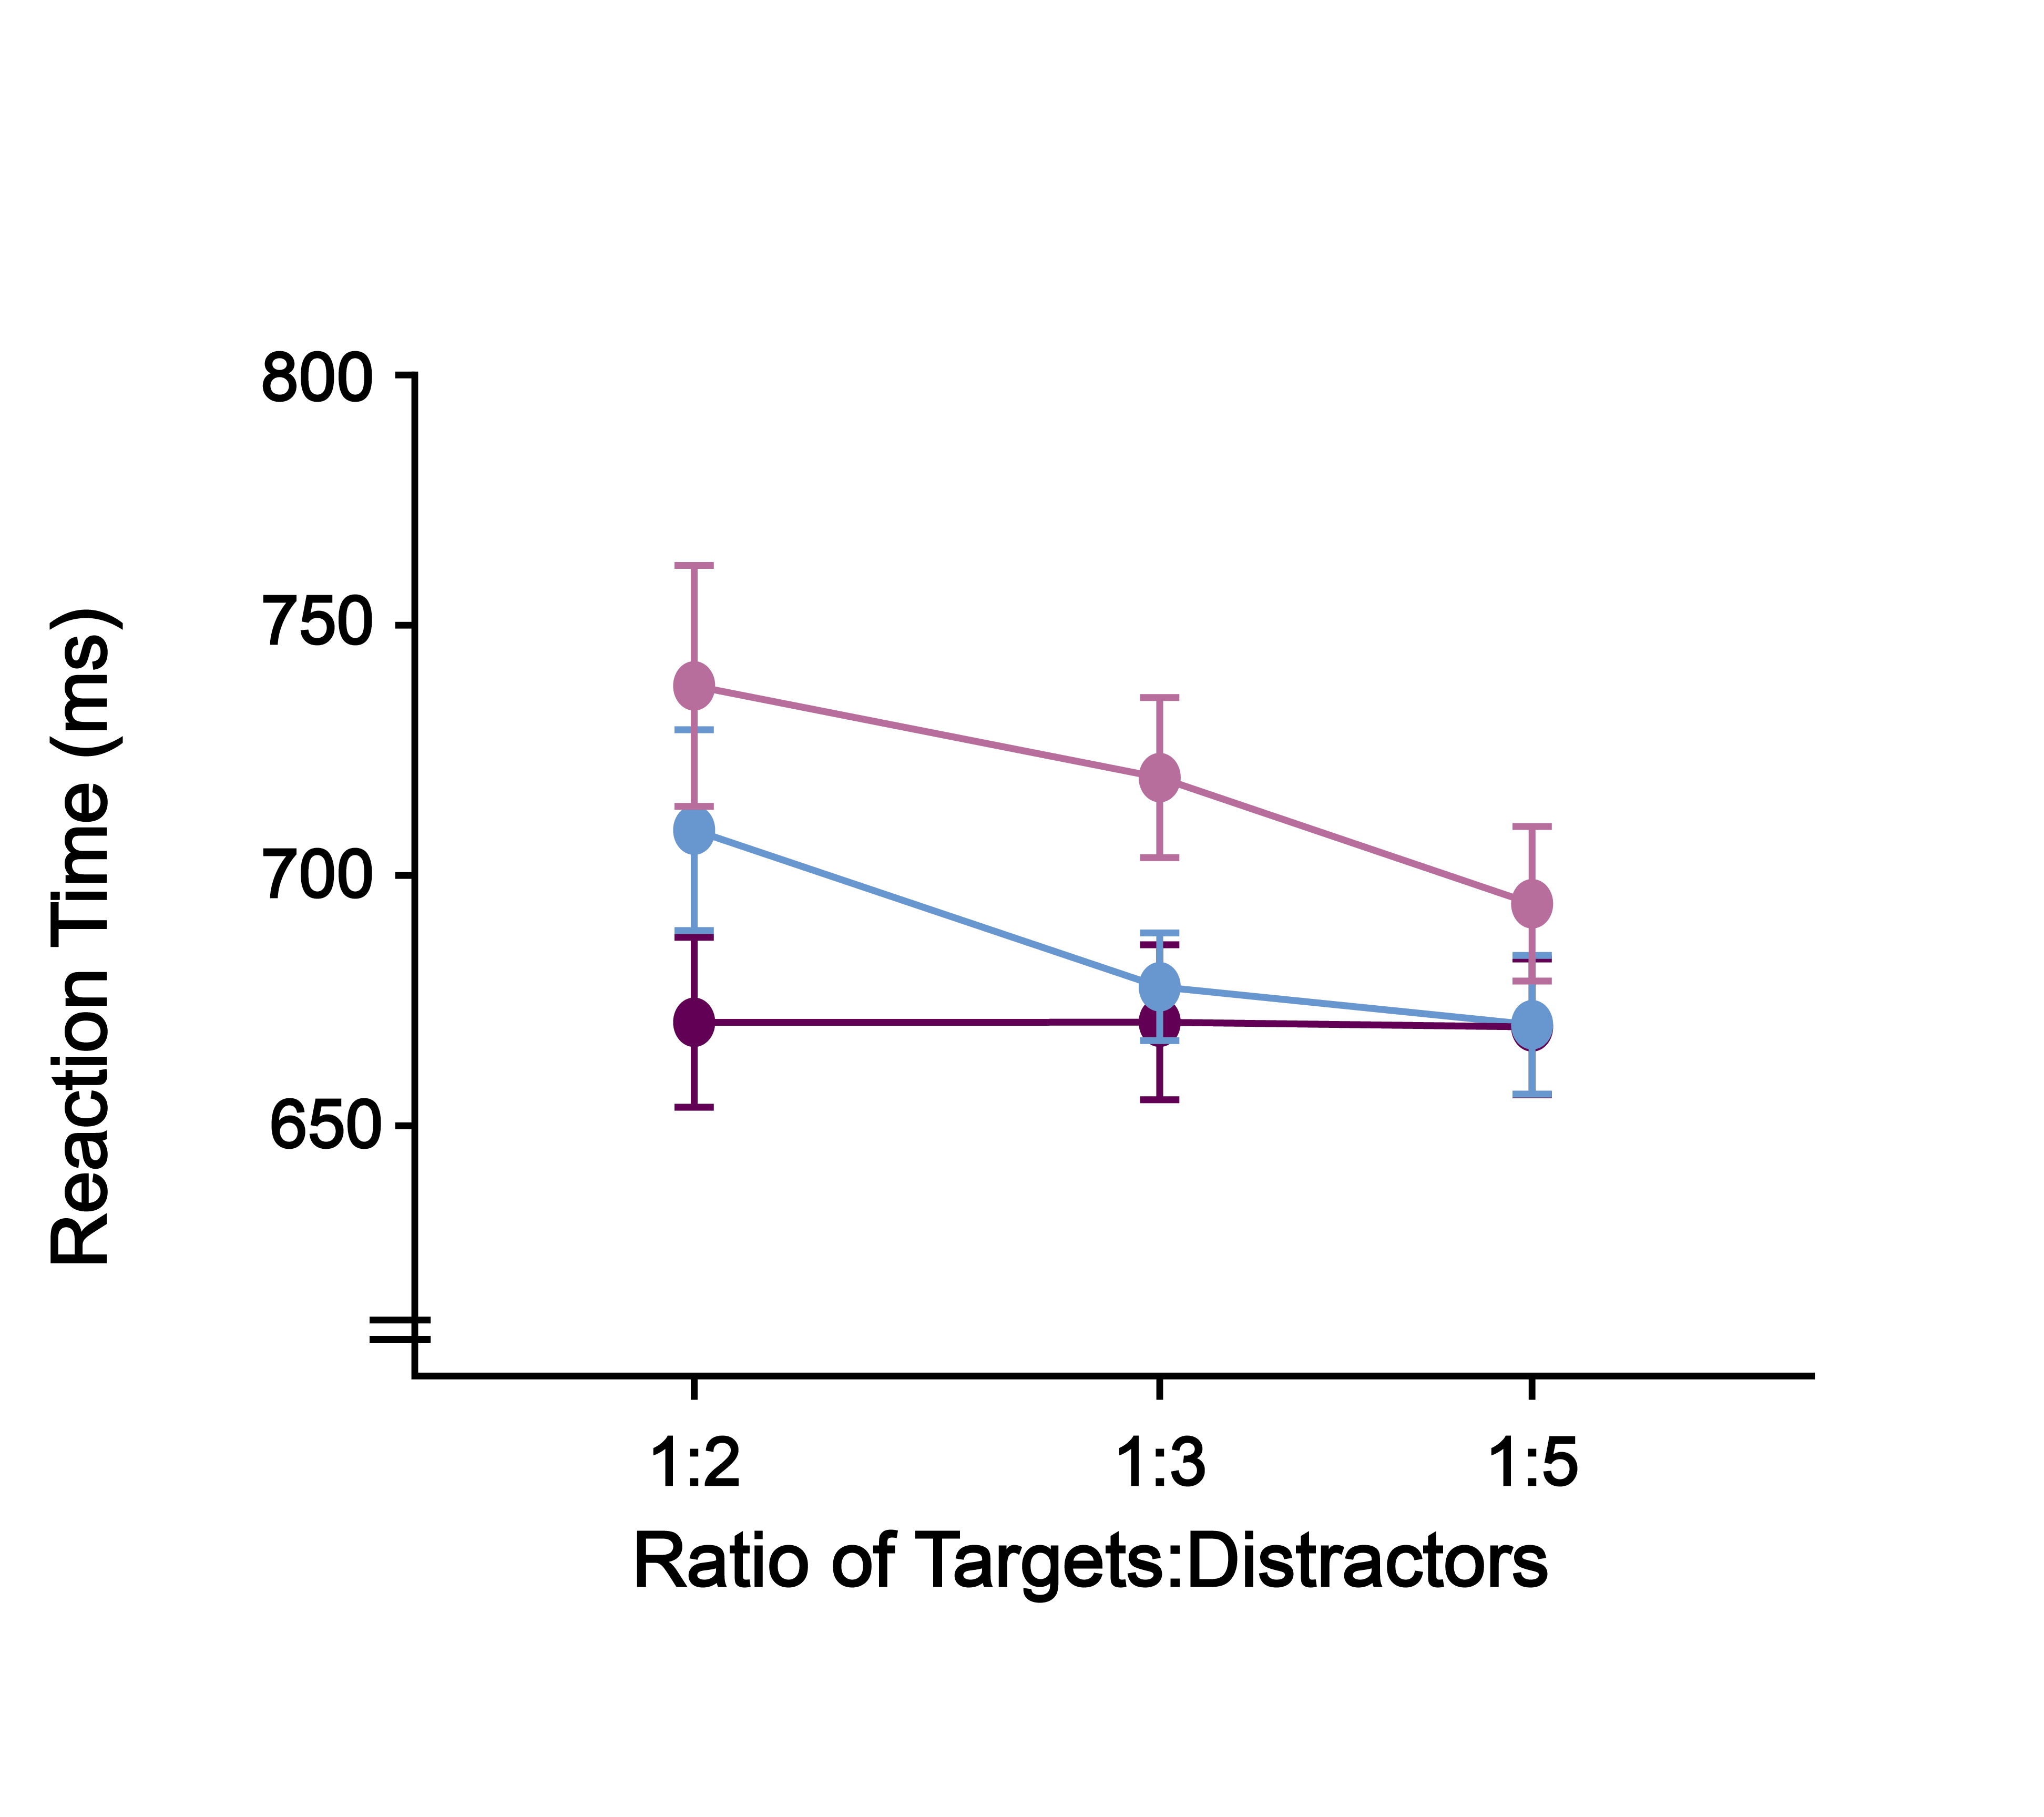 800
750
700
650
Reaction Time (ms)
1:2 1:3 1:5
Ratio of Targets:Distractors